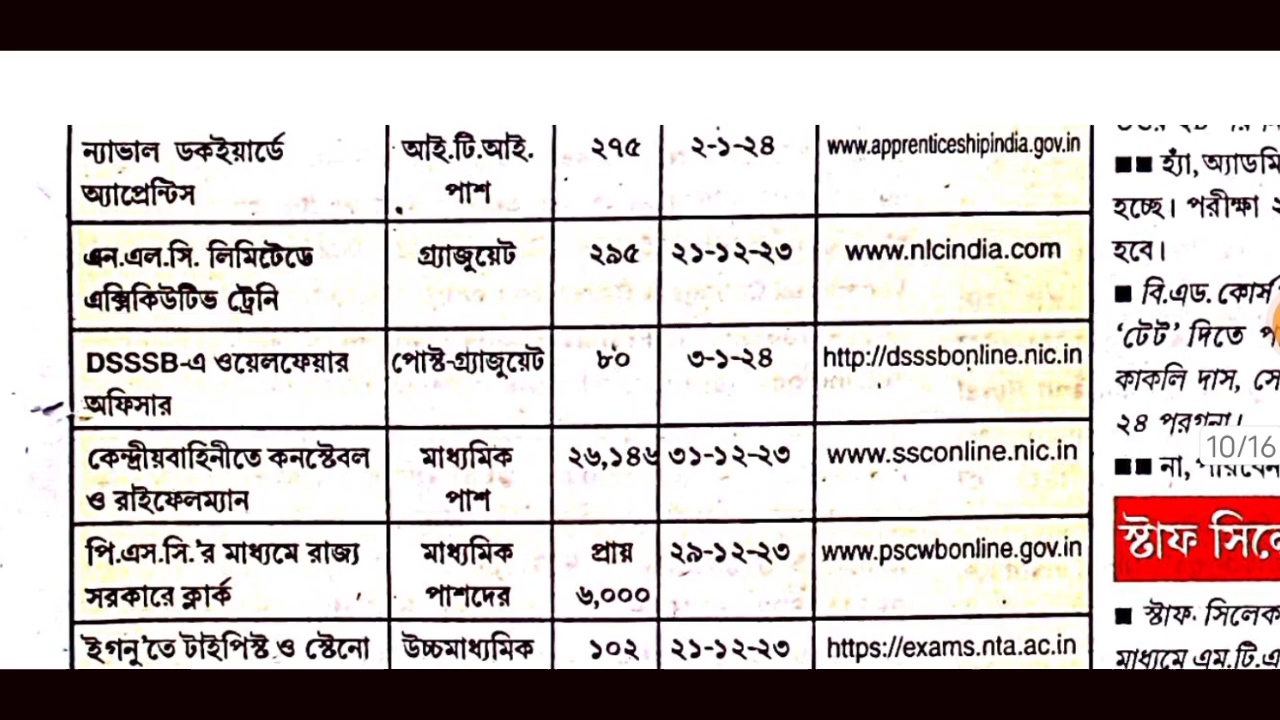 ন্যাভাল ডকইয়ার্ডে
অ্যাপ্রেন্টিস
আই.টি.আই.
পাশ
২৭৫
২-১-২৪
www.apprenticeshipindia.gov.in
এন.এল.সি. লিমিটেডে
এক্সিকিউটিভ ট্রেনি
গ্র্যাজুয়েট
২৯৫
২১-১২-২৩
www.nlcindia.com
DSSSB-এ ওয়েলফেয়ার
অফিসার
পোস্ট-গ্র্যাজুয়েট
৮০
৩-১-২৪
http://dsssbonline.nic.in
কেন্দ্রীয়বাহিনীতে কনস্টেবল
ও রাইফেলম্যান
মাধ্যমিক
পাশ
২৬,১৪৬
৩১-১২-২৩
www.ssconline.nic.in
পি.এস.সি.'র মাধ্যমে রাজ্য
সরকারে ক্লার্ক
মাধ্যমিক
পাশদের
প্রায়
৬,০০০
২৯-১২-২৩
www.pscwbonline.gov.in
ইগনু'তে টাইপিস্ট ও স্টেনো
উচ্চমাধ্যমিক
১০২
২১-১২-২৩
https://exams.nta.ac.in
■■ হ্যাঁ, অ্যাডমি
হচ্ছে। পরীক্ষা
হবে।
■ বি.এড. কোর্স
'টেট' দিতে প
কাকলি দাস, সো
২৪ পরগনা।
10/16
■■ না,
স্টাফ সিলে
■ স্টাফ. সিলেক
মাধ্যমে এম.টি.এ